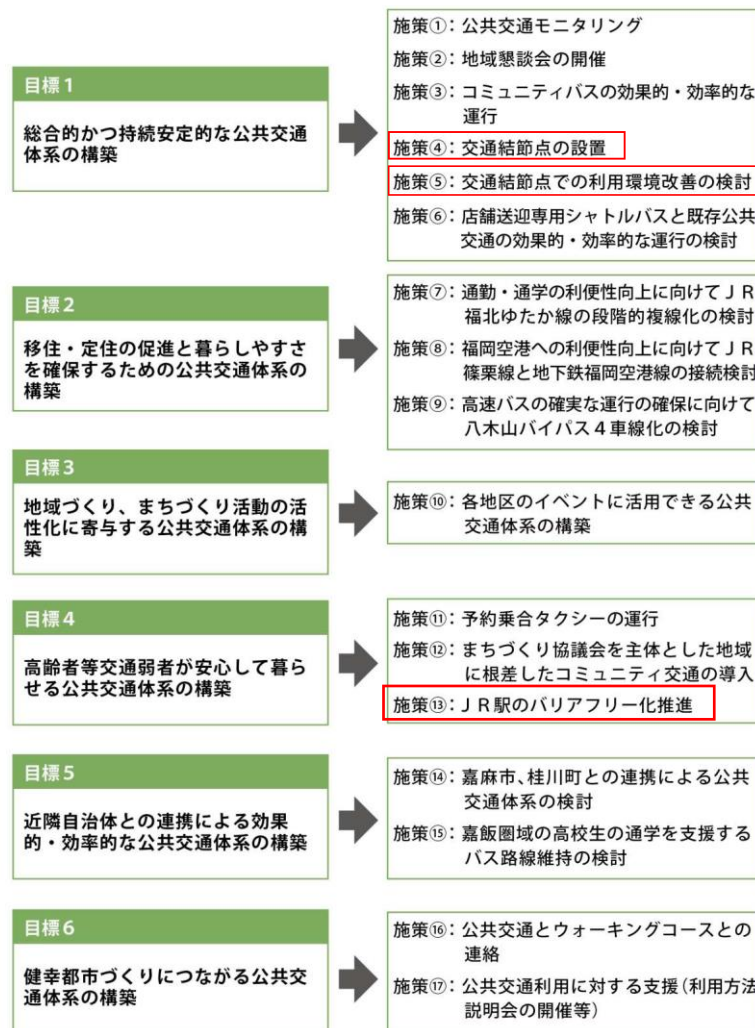 目標1
総合的かつ持続安定的な公共交通
体系の構築
施策①：公共交通モニタリング
施策②：地域懇談会の開催
施策③：コミュニティバスの効果的・効率的な
運行
施策④：交通結節点の設置
施策⑤：交通結節点での利用環境改善の検討
施策⑥：店舗送迎専用シャトルバスと既存公共
交通の効果的・効率的な運行の検討
目標2
移住・定住の促進と暮らしやすさ
を確保するための公共交通体系の
構築
施策⑦：通勤・通学の利便性向上に向けてＪＲ
福北ゆたか線の段階的複線化の検討
施策⑧：福岡空港への利便性向上に向けてＪＲ
篠栗線と地下鉄福岡空港線の接続検討
施策⑨：高速バスの確実な運行の確保に向けて
八木山バイパス４車線化の検討
目標3
地域づくり、まちづくり活動の活
性化に寄与する公共交通体系の構
築
施策⑩：各地区のイベントに活用できる公共
交通体系の構築
目標4
高齢者等交通弱者が安心して暮ら
せる公共交通体系の構築
施策⑪：予約乗合タクシーの運行
施策⑫：まちづくり協議会を主体とした地域
に根差したコミュニティ交通の導入
施策⑬：ＪＲ駅のバリアフリー化推進
目標5
近隣自治体との連携による効果
的・効率的な公共交通体系の構築
施策⑭：嘉麻市、桂川町との連携による公共
交通体系の検討
施策⑮：嘉飯圏域の高校生の通学を支援する
バス路線維持の検討
目標6
健幸都市づくりにつながる公共交
通体系の構築
施策⑯：公共交通とウォーキングコースとの
連絡
施策⑰：公共交通利用に対する支援（利用方法
説明会の開催等）